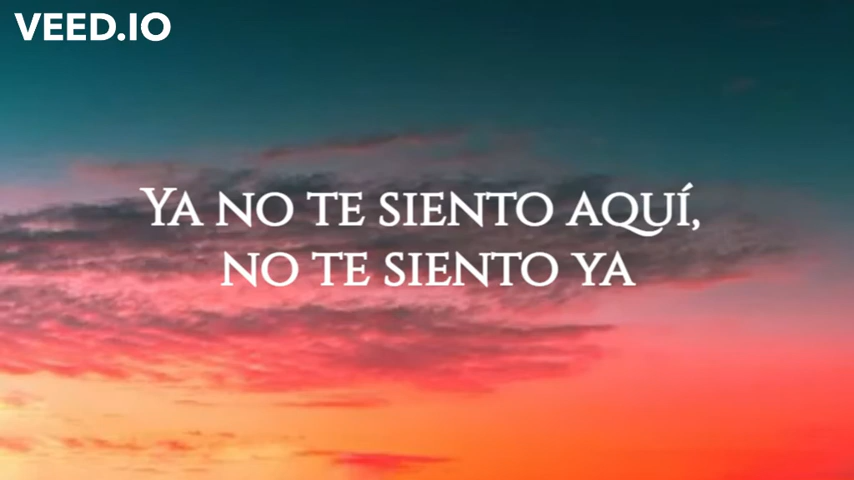 VEED.IO
YA NO TE SIENTO AQUÍ,
NO TE SIENTO YA